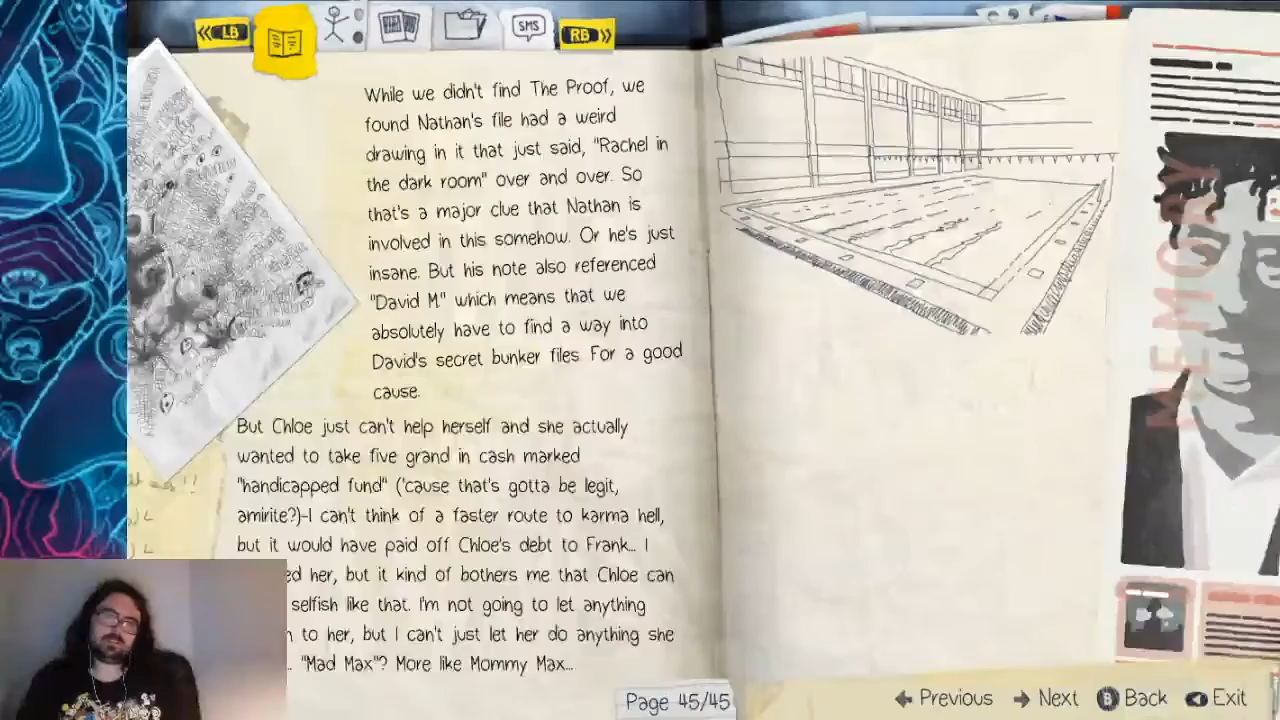 LB
SMS
RB
While we didn't find The Proof, we
found Nathan's file had a weird
drawing in it that just said, "Rachel in
the dark room" over and over. So
that's a major clue that Nathan is
involved in this somehow. Or he's just
insane. But his note also referenced
"David M." which means that we
absolutely have to find a way into
David's secret bunker files. For a good
cause.
But Chloe just can't help herself and she actually
wanted to take five grand in cash marked
"handicapped fund" ('cause that's gotta be legit,
amirite?)-I can't think of a faster route to karma hell,
but it would have paid off Chloe's debt to Frank... I
ed her, but it kind of bothers me that Chloe can
selfish like that. I'm not going to let anything
to her, but I can't just let her do anything she
"Mad Max"? More like Mommy Max...
MEMORY
Page 45/45
Previous
Next
B Back
Exit